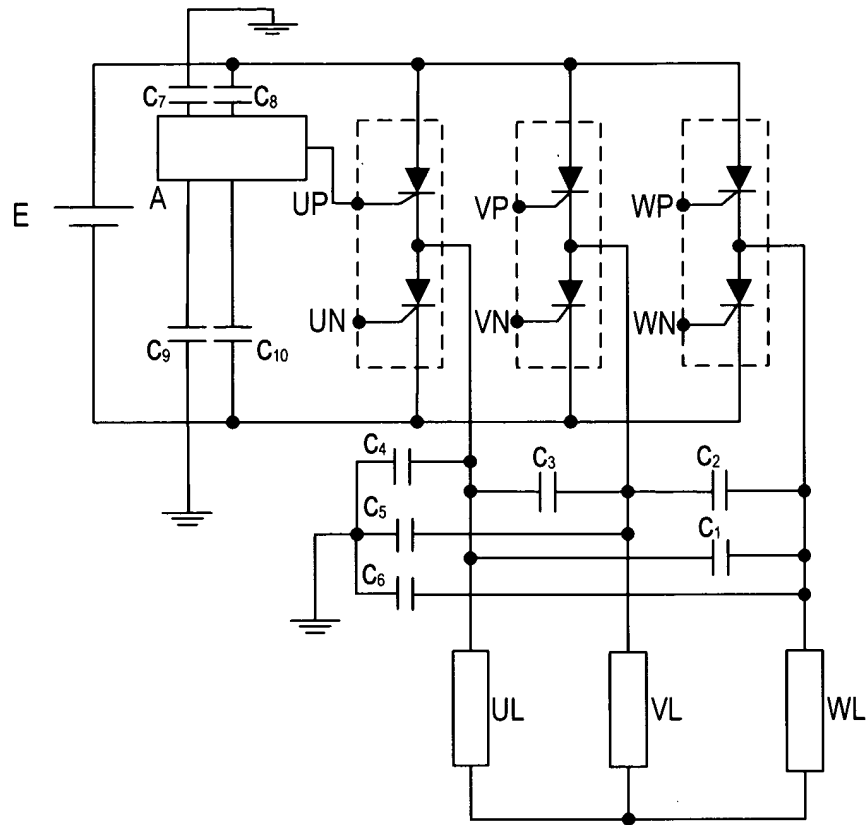 C₇ C₈
E A UP VP WP
UN VN WN
C₉ C₁₀
C₄ C₃ C₂
C₅ C₁
C₆
UL VL WL